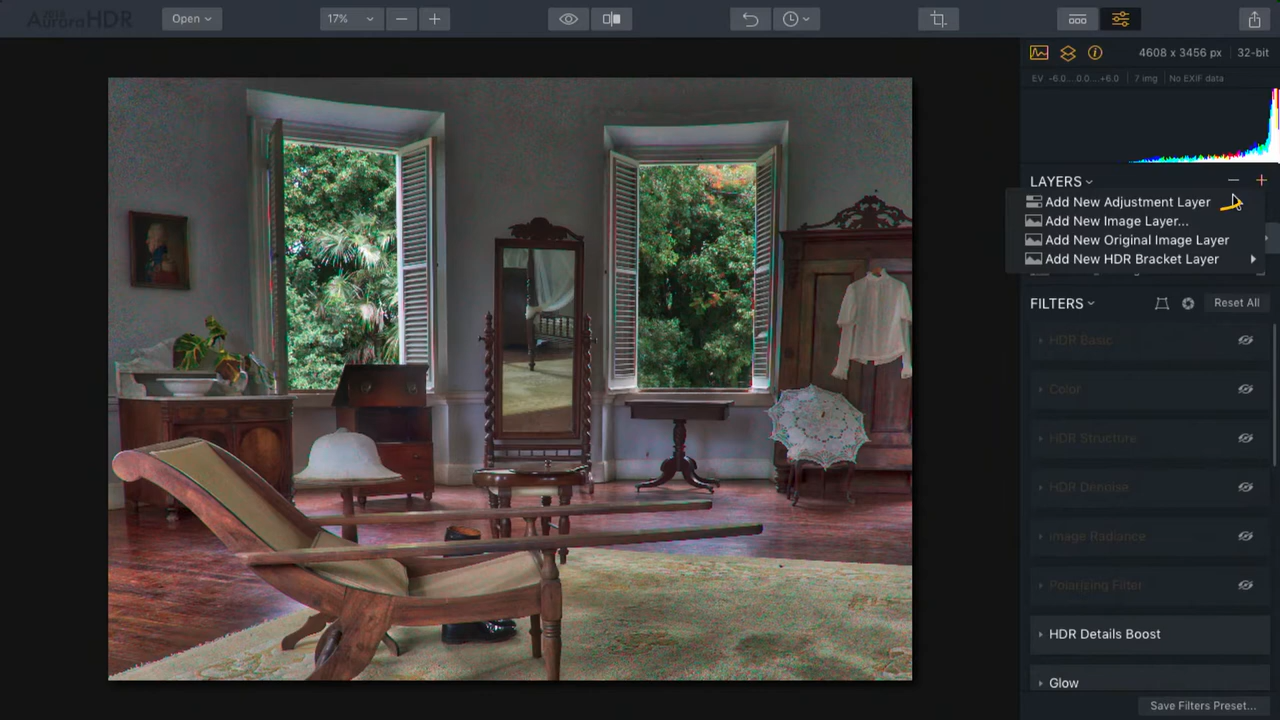 2018
AuroraHDR
Open
17%
4608 x 3456 px
32-bit
EV -6.0...0.0...+6.0
7 img
No EXIF data
LAYERS
Add New Adjustment Layer
Add New Image Layer...
Add New Original Image Layer
Add New HDR Bracket Layer
FILTERS
Reset All
HDR Basic
Color
HDR Structure
HDR Denoise
Image Radiance
Polarising Filter
HDR Details Boost
Glow
Save Filters Preset...